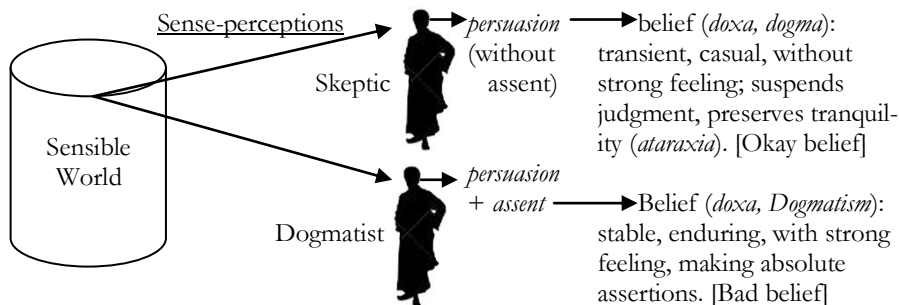 Sense-perceptions
Sensible
World
Skeptic
persuasion
(without
assent)
belief (doxa, dogma):
transient, casual, without
strong feeling; suspends
judgment, preserves tranquil-
ity (ataraxia). [Okay belief]
Dogmatist
persuasion
+ assent
Belief (doxa, Dogmatism):
stable, enduring, with strong
feeling, making absolute
assertions. [Bad belief]